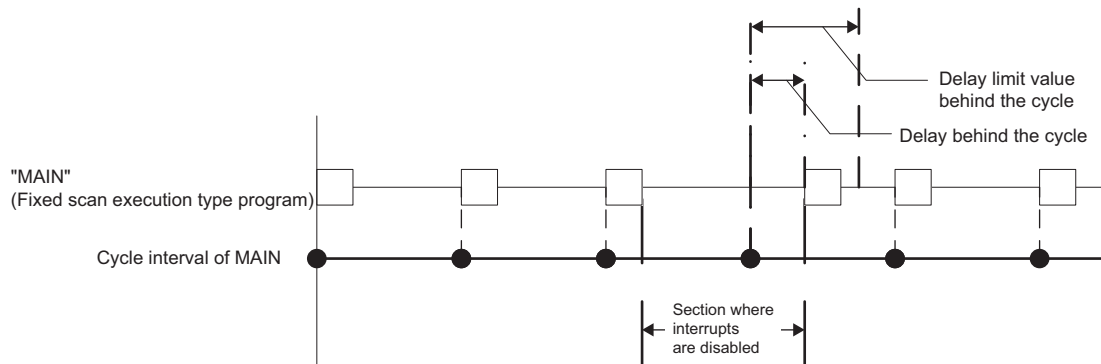 Delay limit value
behind the cycle
Delay behind the cycle
"MAIN"
(Fixed scan execution type program)
Cycle interval of MAIN
Section where
interrupts
are disabled